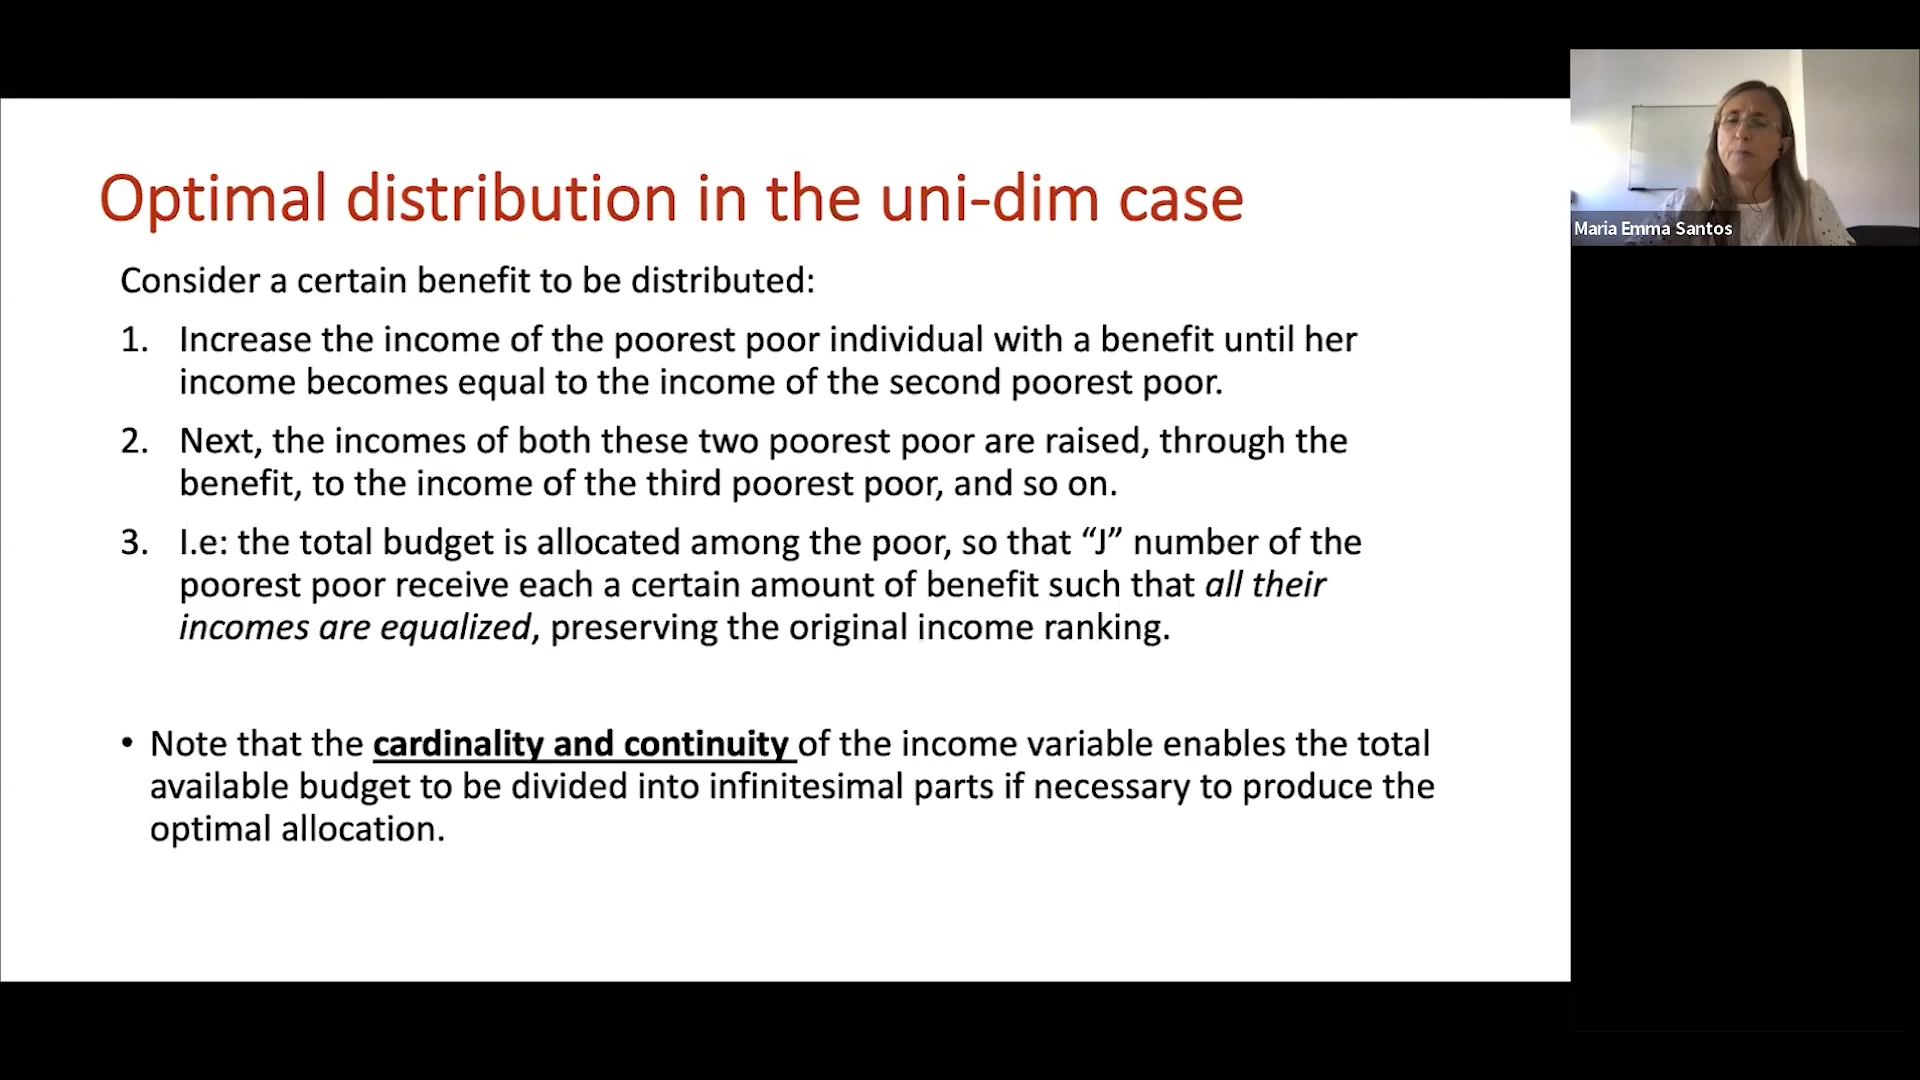 Optimal distribution in the uni-dim case
Consider a certain benefit to be distributed:
1. Increase the income of the poorest poor individual with a benefit until her
income becomes equal to the income of the second poorest poor.
2. Next, the incomes of both these two poorest poor are raised, through the
benefit, to the income of the third poorest poor, and so on.
3. I.e: the total budget is allocated among the poor, so that “J” number of the
poorest poor receive each a certain amount of benefit such that all their
incomes are equalized, preserving the original income ranking.
• Note that the cardinality and continuity of the income variable enables the total
available budget to be divided into infinitesimal parts if necessary to produce the
optimal allocation.
Maria Emma Santos